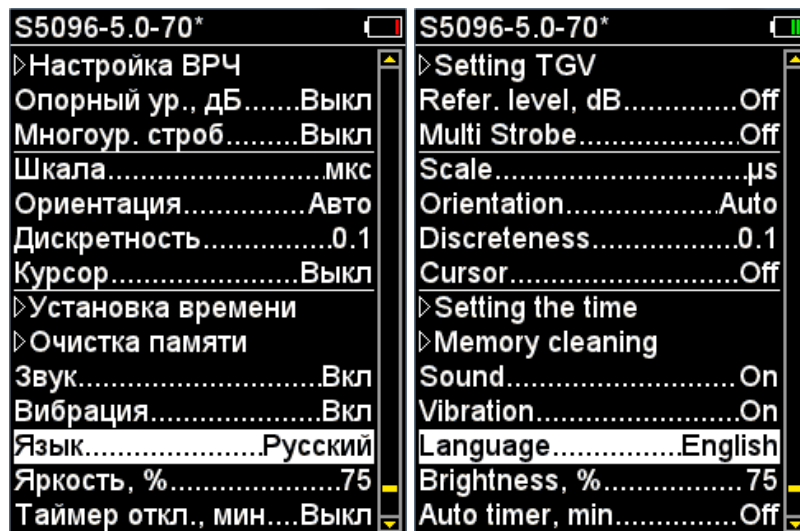 S5096-5.0-70*
▷Настройка ВРЧ
Опорный ур., дБ.......Выкл
Многоур. строб........Выкл
Шкала.........................мкс
Ориентация..............Авто
Дискретность...............0.1
Курсор......................Выкл
▷Установка времени
▷Очистка памяти
Звук............................Вкл
Вибрация....................Вкл
Язык.....................Русский
Яркость, %....................75
Таймер откл., мин....Выкл
S5096-5.0-70*
▷Setting TGV
Refer. level, dB..............Off
Multi Strobe...................Off
Scale..............................µs
Orientation..................Auto
Discreteness.................0.1
Cursor...........................Off
▷Setting the time
▷Memory cleaning
Sound............................On
Vibration........................On
Language...............English
Brightness, %.................75
Auto timer, min..............Off